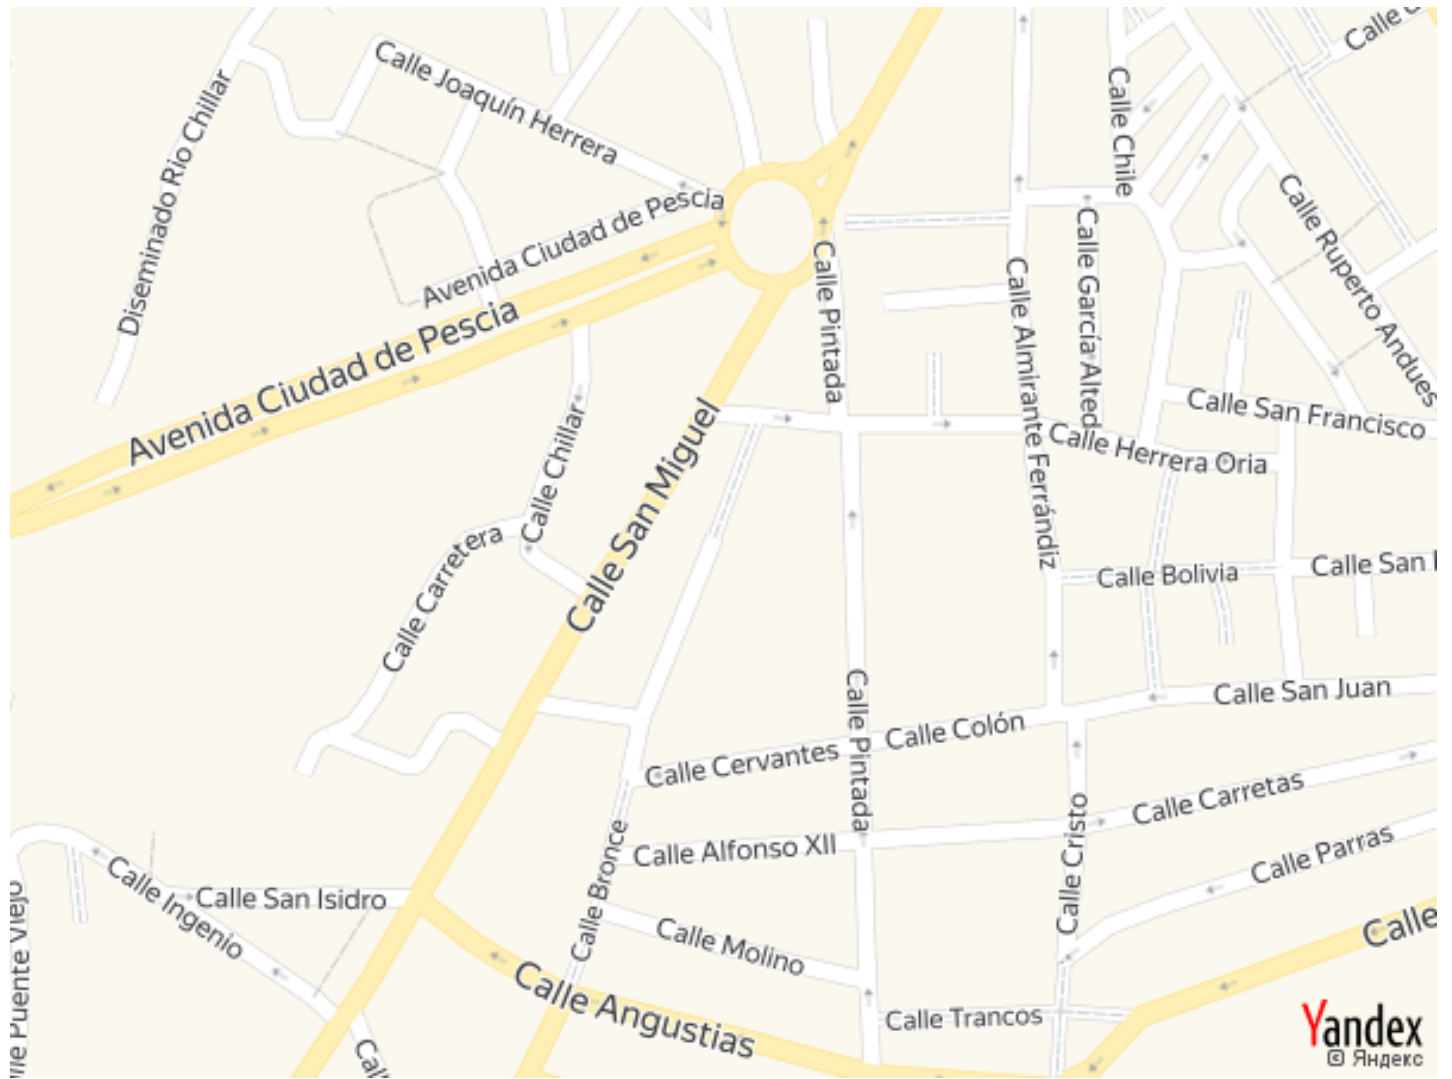 Calle Joaquín Herrera
Diseminado Rio Chillar
Calle Chile
Avenida Ciudad de Pescia
Calle Ruperto Andues
Calle Pintada
Calle García Alted
Calle Almirante Ferrándiz
Avenida Ciudad de Pescia
Calle San Francisco
Calle Herrera Oria
Calle Chillar
Calle San Miguel
Calle Carretera
Calle Bolivia
Calle San
Calle San Juan
Calle Pintada
Calle Colón
Calle Cervantes
Calle Carretas
Calle Cristo
Calle Alfonso XII
Calle Parras
Calle Bronce
Calle San Isidro
Calle Ingenio
Calle
Calle Molino
Puente Viejo
Calle Angustias
Calle Trancos
Yandex
© Яндекс